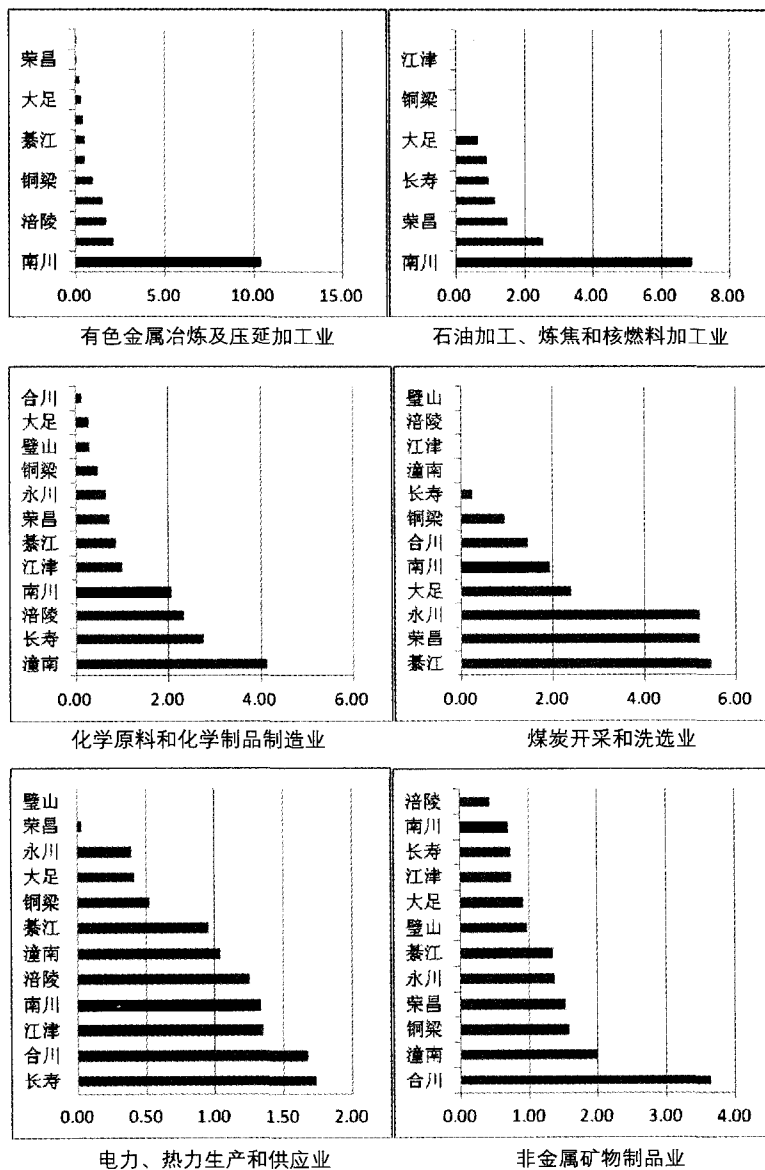 荣昌
大足
綦江
铜梁
涪陵
南川
0.00 5.00 10.00 15.00
有色金属冶炼及压延加工业
江津
铜梁
大足
长寿
荣昌
南川
0.00 2.00 4.00 6.00 8.00
石油加工、炼焦和核燃料加工业
合川
大足
璧山
铜梁
永川
荣昌
綦江
江津
南川
涪陵
长寿
潼南
0.00 2.00 4.00 6.00
化学原料和化学制品制造业
璧山
涪陵
江津
潼南
长寿
铜梁
合川
南川
大足
永川
荣昌
綦江
0.00 2.00 4.00 6.00
煤炭开采和洗选业
璧山
荣昌
永川
大足
铜梁
綦江
潼南
涪陵
南川
江津
合川
长寿
0.00 0.50 1.00 1.50 2.00
电力、热力生产和供应业
涪陵
南川
长寿
江津
大足
璧山
綦江
永川
荣昌
铜梁
潼南
合川
0.00 1.00 2.00 3.00 4.00
非金属矿物制品业